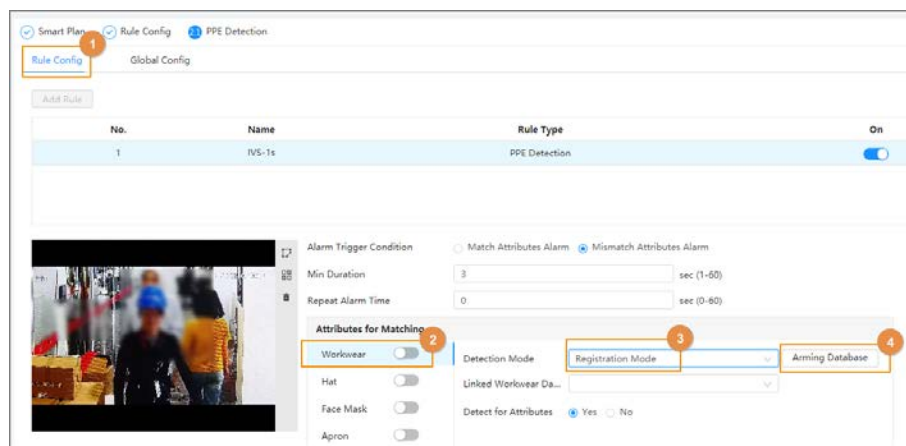 Smart Plan Rule Config 2.1 PPE Detection
1
Rule Config Global Config
Add Rule
No. Name Rule Type On
1 IVS-1s PPE Detection
Alarm Trigger Condition Match Attributes Alarm Mismatch Attributes Alarm
Min Duration 3 sec (1-60)
Repeat Alarm Time 0 sec (0-60)
Attributes for Matching
2 3 4
Workwear Detection Mode Registration Mode Arming Database
Hat Linked Workwear Da...
Face Mask Detect for Attributes Yes No
Apron